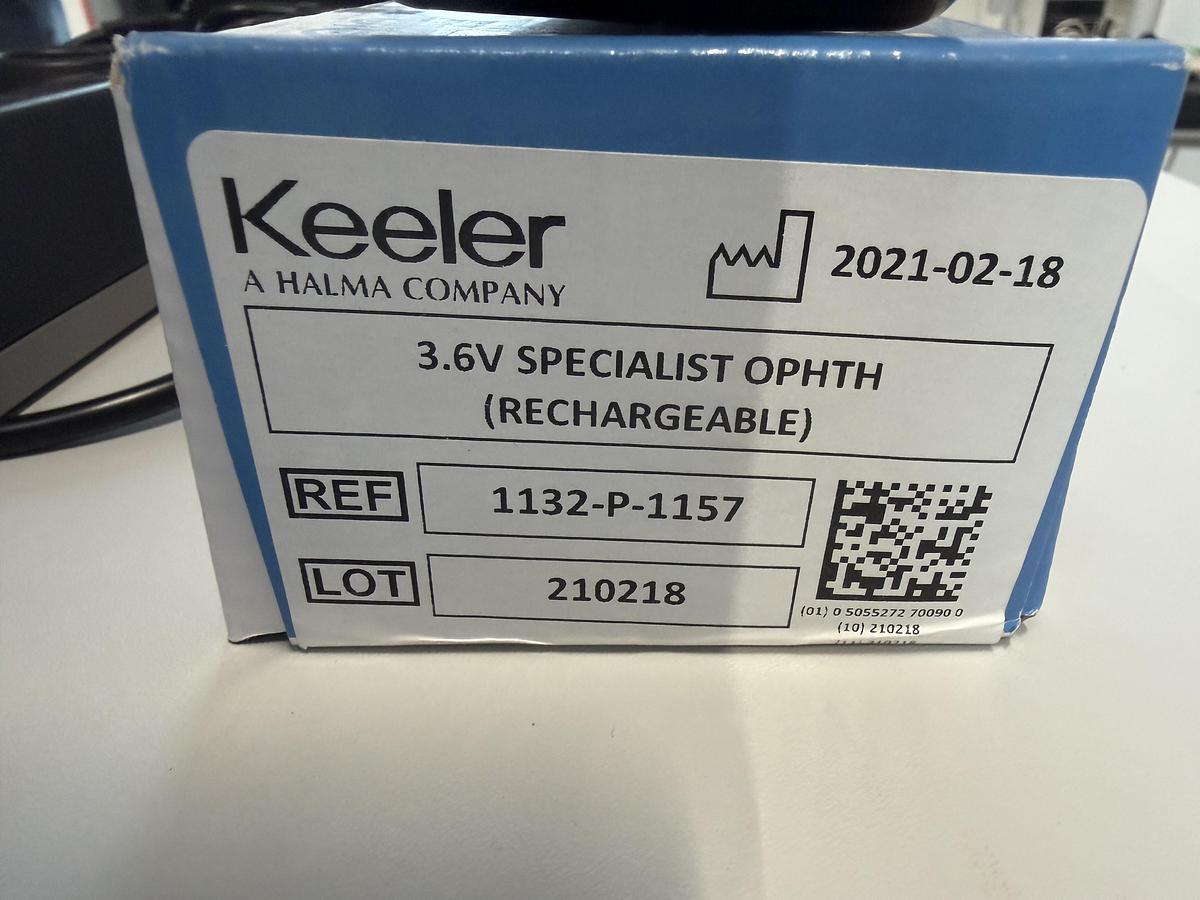 Keeler
A HALMA COMPANY
2021-02-18
3.6V SPECIALIST OPHTH
(RECHARGEABLE)
REF
1132-P-1157
LOT
210218
(01) 0 5055272 70090 0
(10) 210218